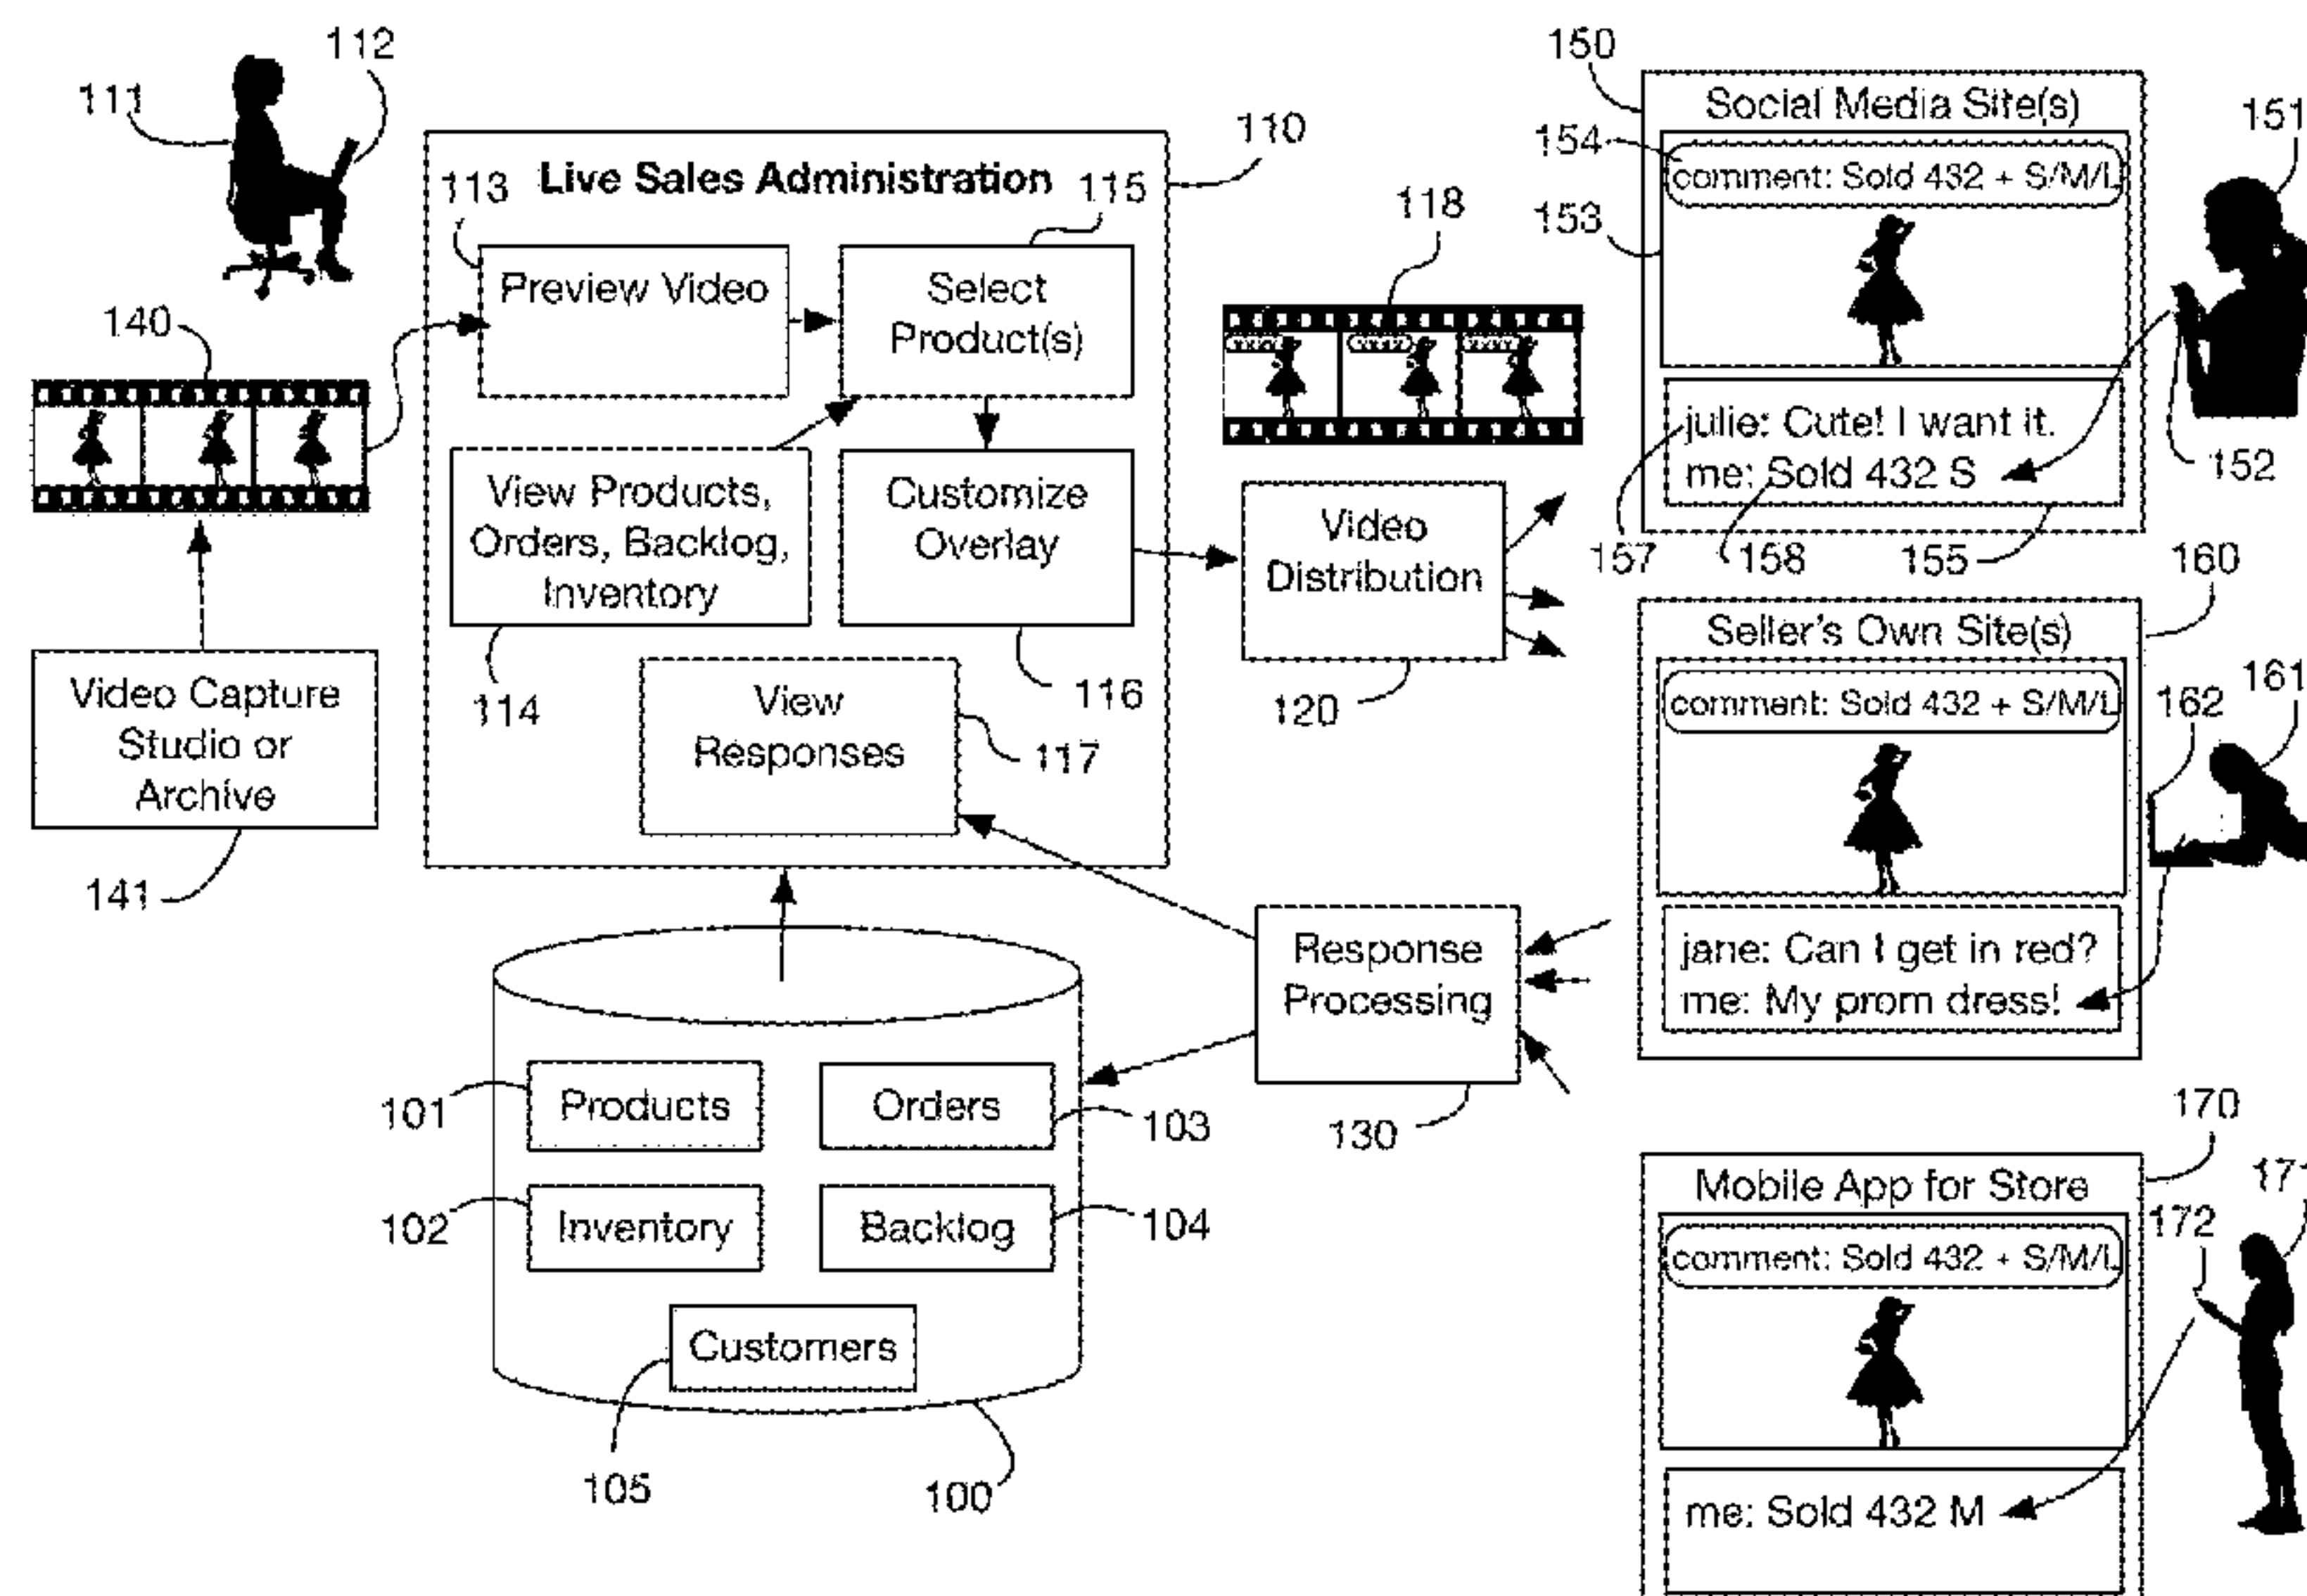 112
111
110
Live Sales Administration
113
115
Preview Video
Select
Product(s)
140
View Products,
Orders, Backlog,
Inventory
Customize
Overlay
114
116
View
Responses
117
Video Capture
Studio or
Archive
141
118
Video
Distribution
120
Response
Processing
130
Products
101
Orders
103
Inventory
102
Backlog
104
Customers
105
100
150
Social Media Site(s)
151
154
comment: Sold 432 + S/M/L
153
julie: Cute! I want it.
me: Sold 432 S
152
157
158
155
160
Seller's Own Site(s)
comment: Sold 432 + S/M/L
162
161
jane: Can I get in red?
me: My prom dress!
170
Mobile App for Store
172
comment: Sold 432 + S/M/L
me: Sold 432 M